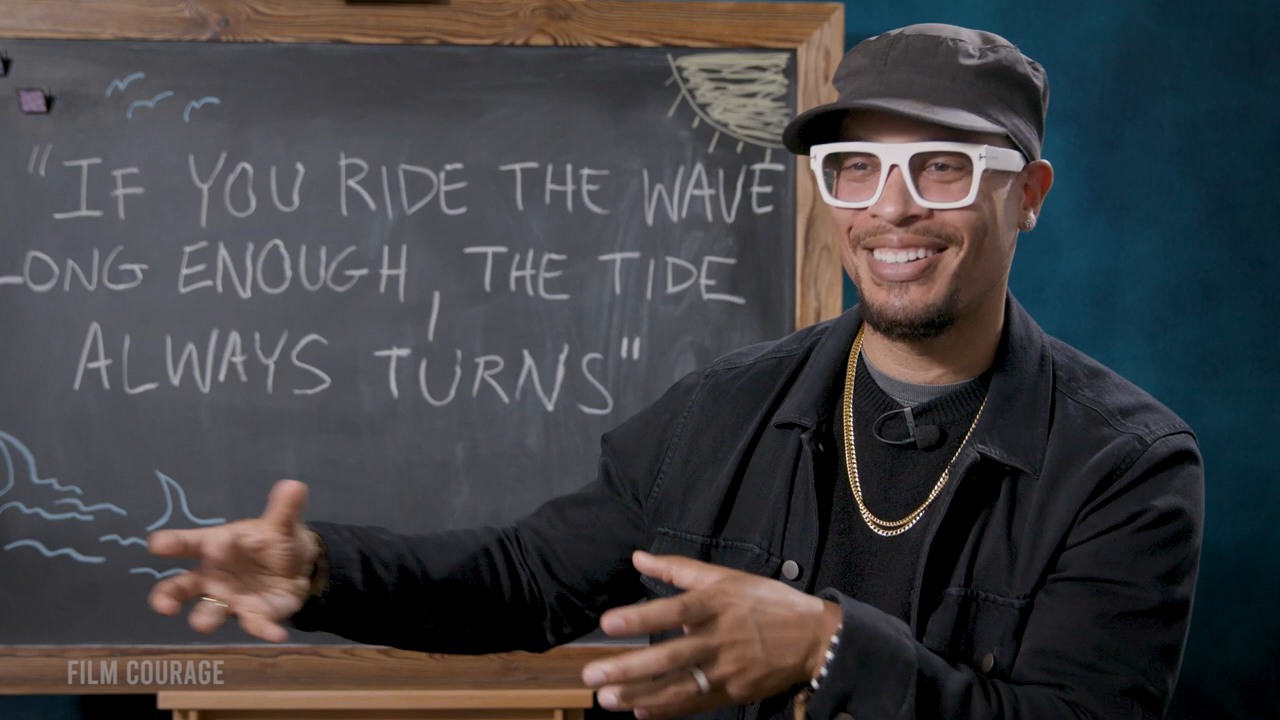 "IF YOU RIDE THE WAVE
LONG ENOUGH, THE TIDE
ALWAYS TURNS"
FILM COURAGE